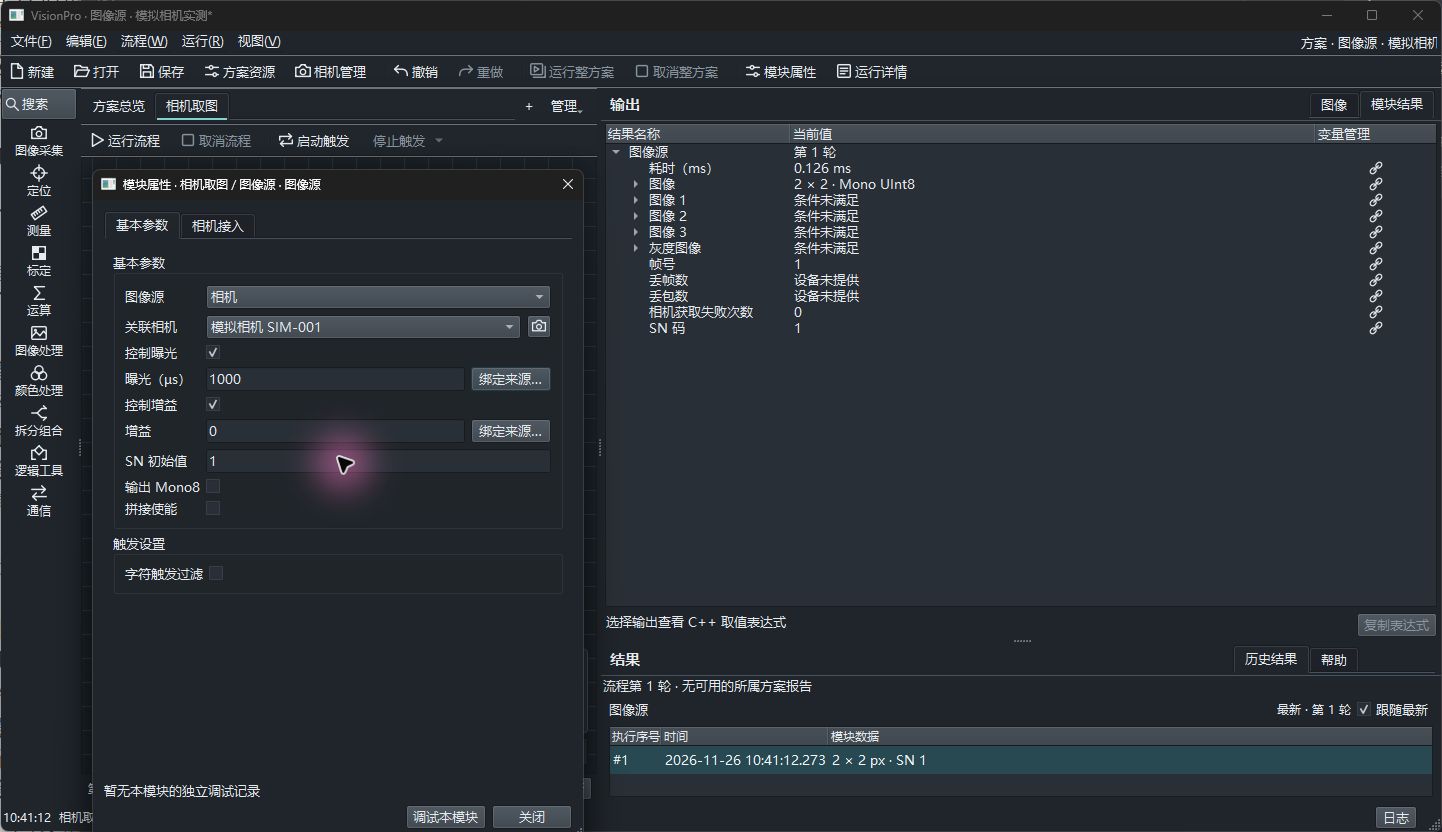 VisionPro · 图像源 · 模拟相机实测*
文件(F) 编辑(E) 流程(W) 运行(R) 视图(V)
方案 · 图像源 · 模拟相机
新建 打开 保存 方案资源 相机管理 撤销 重做 运行整方案 取消整方案 模块属性 运行详情
搜索
图像采集
定位
测量
标定
运算
图像处理
颜色处理
拆分组合
逻辑工具
通信
方案总览 相机取图 + 管理
运行流程 取消流程 启动触发 停止触发
模块属性 · 相机取图 / 图像源 · 图像源
基本参数 相机接入
基本参数
图像源 相机
关联相机 模拟相机 SIM-001
控制曝光
曝光（µs） 1000 绑定来源...
控制增益
增益 0 绑定来源...
SN 初始值 1
输出 Mono8
拼接使能
触发设置
字符触发过滤
暂无本模块的独立调试记录
调试本模块 关闭
10:41:12 相机取
输出 图像 模块结果
结果名称 当前值 变量管理
图像源 第 1 轮
耗时（ms） 0.126 ms
图像 2 × 2 · Mono UInt8
图像 1 条件未满足
图像 2 条件未满足
图像 3 条件未满足
灰度图像 条件未满足
帧号 1
丢帧数 设备未提供
丢包数 设备未提供
相机获取失败次数 0
SN 码 1
选择输出查看 C++ 取值表达式 复制表达式
结果 历史结果 帮助
流程第 1 轮 · 无可用的所属方案报告
图像源 最新 · 第 1 轮 跟随最新
执行序号 时间 模块数据
#1 2026-11-26 10:41:12.273 2 × 2 px · SN 1
日志